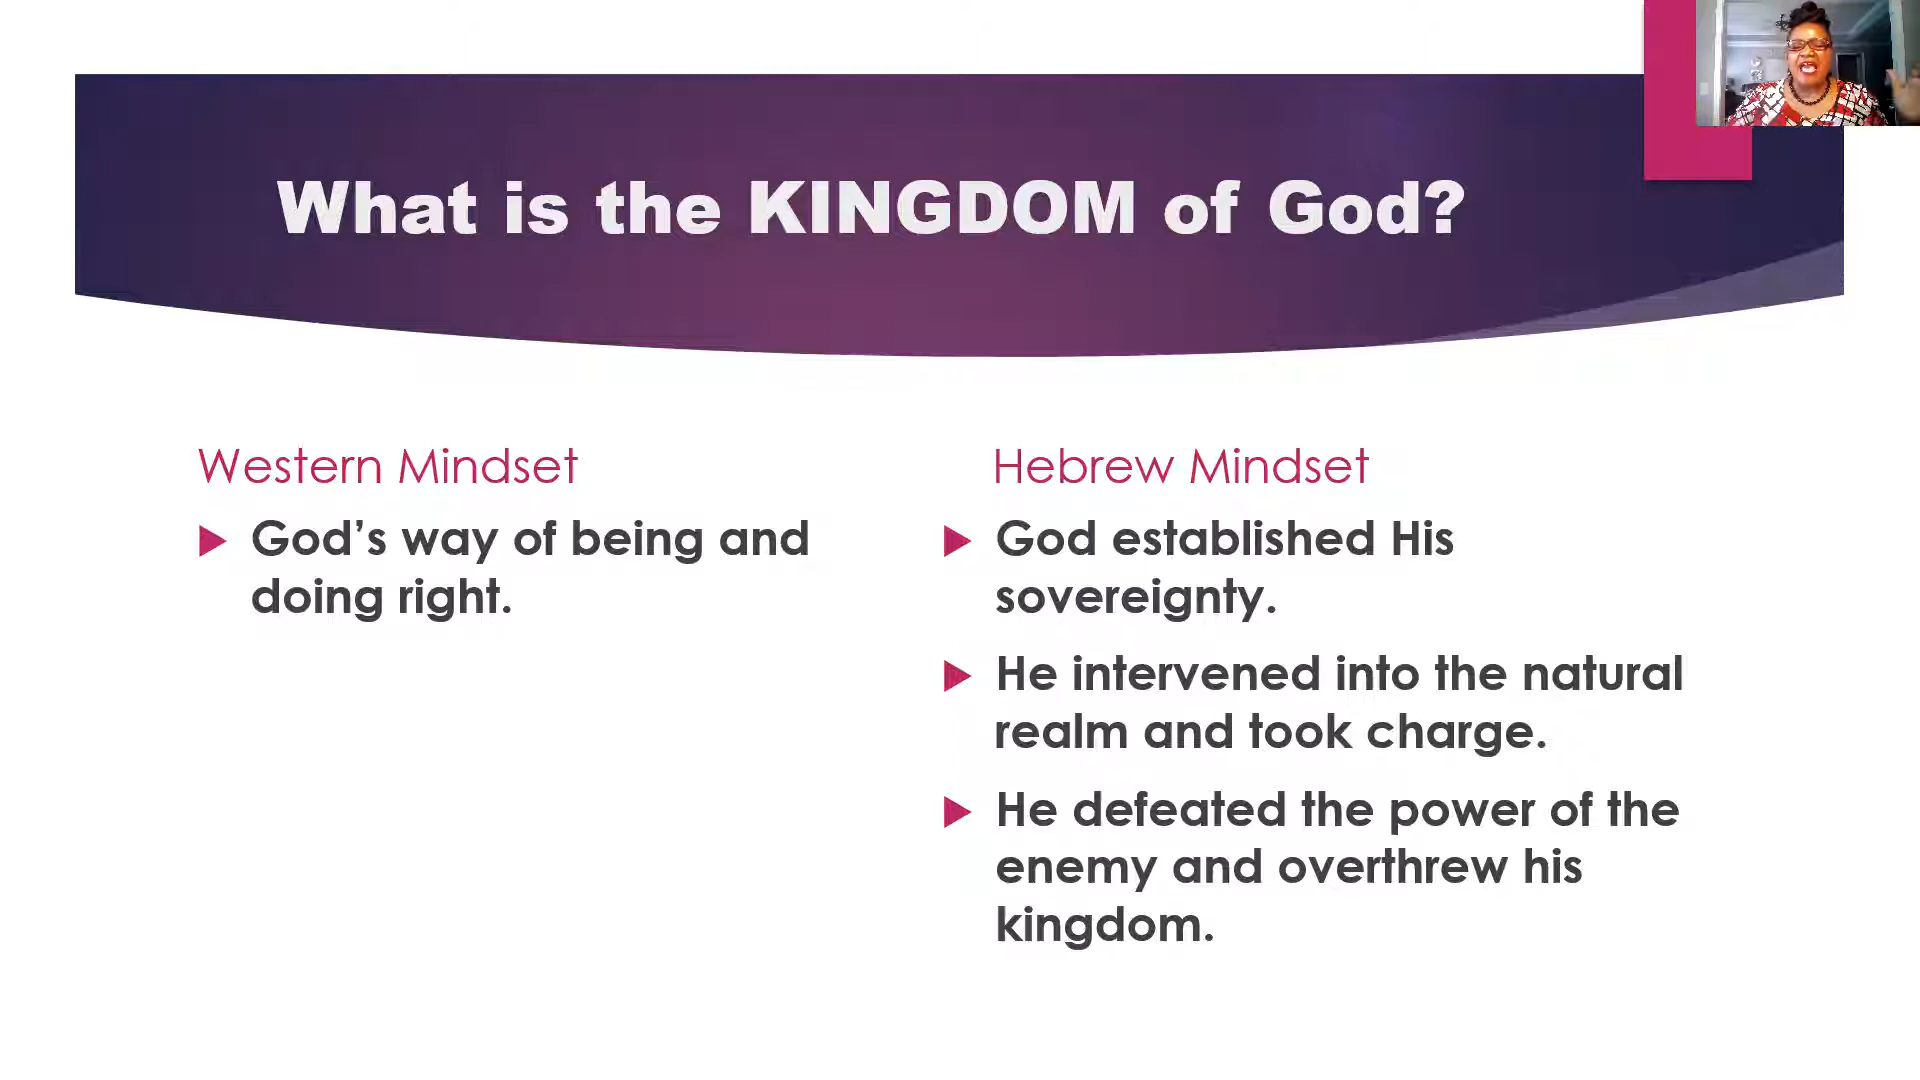 What is the KINGDOM of God?
Western Mindset
God’s way of being and
doing right.
Hebrew Mindset
God established His
sovereignty.
He intervened into the natural
realm and took charge.
He defeated the power of the
enemy and overthrew his
kingdom.